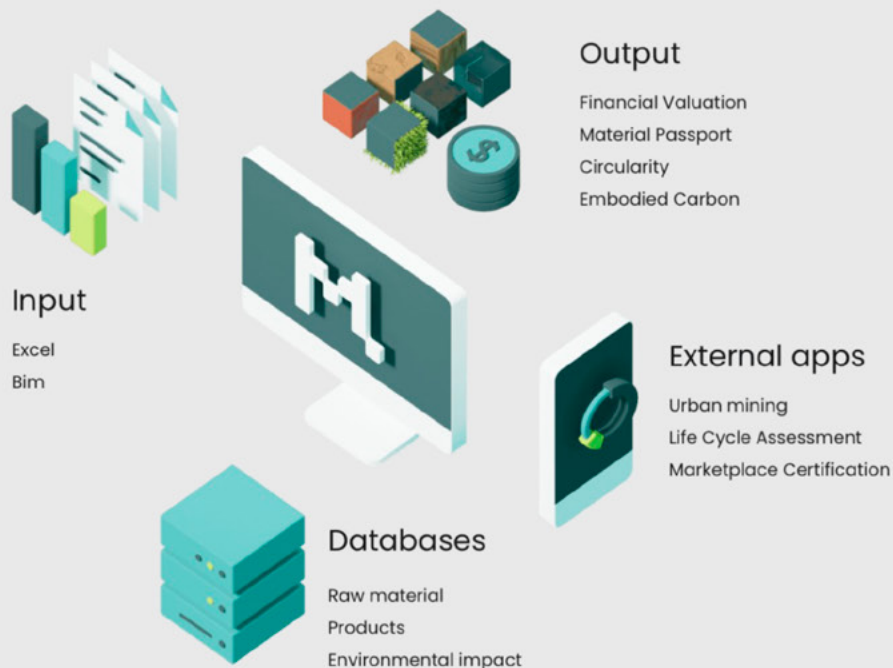 Output
Financial Valuation
Material Passport
Circularity
Embodied Carbon
Input
Excel
Bim
External apps
Urban mining
Life Cycle Assessment
Marketplace Certification
Databases
Raw material
Products
Environmental impact
M
$